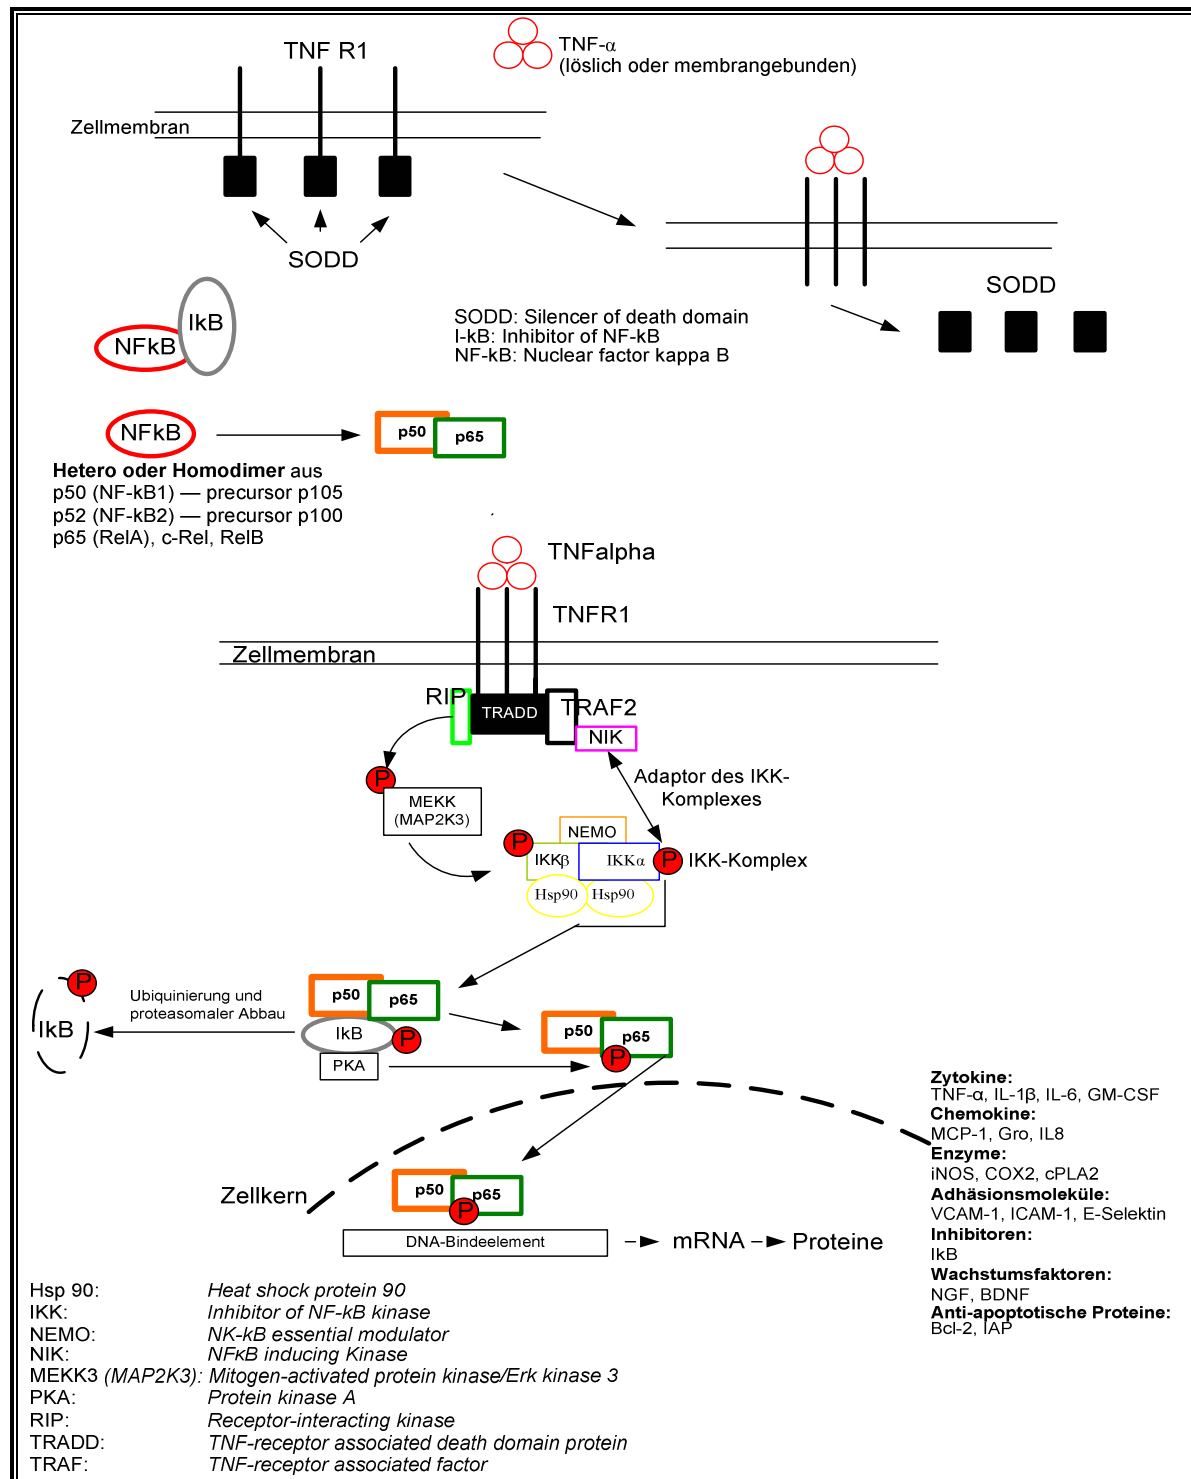 TNF R1
TNF-α
(löslich oder membrangebunden)
Zellmembran
SODD
SODD
IkB
NFkB
SODD: Silencer of death domain
I-kB: Inhibitor of NF-kB
NF-kB: Nuclear factor kappa B
NFkB
p50
p65
Hetero oder Homodimer aus
p50 (NF-kB1) — precursor p105
p52 (NF-kB2) — precursor p100
p65 (RelA), c-Rel, RelB
TNFalpha
TNFR1
Zellmembran
RIP
TRADD
TRAF2
NIK
P
MEKK
(MAP2K3)
Adaptor des IKK-
Komplexes
NEMO
P
IKKβ
IKKα
P
IKK-Komplex
Hsp90
Hsp90
P
IkB
Ubiquinierung und
proteasomaler Abbau
p50
p65
IkB
P
PKA
p50
p65
P
Zellkern
p50
p65
P
DNA-Bindeelement
mRNA
Proteine
Zytokine:
TNF-α, IL-1β, IL-6, GM-CSF
Chemokine:
MCP-1, Gro, IL8
Enzyme:
iNOS, COX2, cPLA2
Adhäsionsmoleküle:
VCAM-1, ICAM-1, E-Selektin
Inhibitoren:
IkB
Wachstumsfaktoren:
NGF, BDNF
Anti-apoptotische Proteine:
Bcl-2, IAP
Hsp 90: Heat shock protein 90
IKK: Inhibitor of NF-kB kinase
NEMO: NK-kB essential modulator
NIK: NFκB inducing Kinase
MEKK3 (MAP2K3): Mitogen-activated protein kinase/Erk kinase 3
PKA: Protein kinase A
RIP: Receptor-interacting kinase
TRADD: TNF-receptor associated death domain protein
TRAF: TNF-receptor associated factor